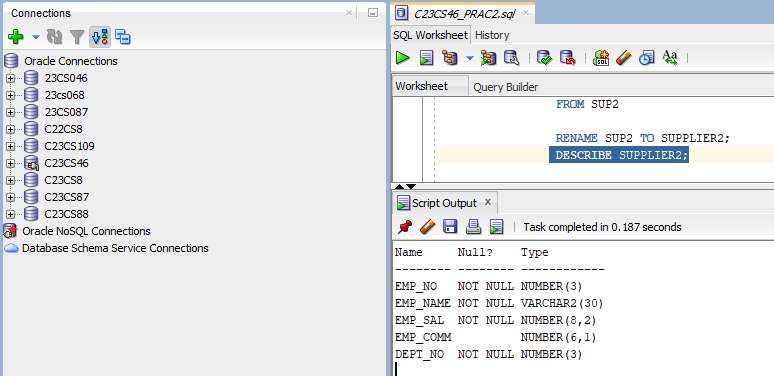 Connections
Oracle Connections
23CS046
23cs068
23CS087
C22CS8
C23CS109
C23CS46
C23CS8
C23CS87
C23CS88
Oracle NoSQL Connections
Database Schema Service Connections
C23CS46_PRAC2.sql
SQL Worksheet History
Worksheet Query Builder
FROM SUP2
RENAME SUP2 TO SUPPLIER2;
DESCRIBE SUPPLIER2;
Script Output
Task completed in 0.187 seconds
Name     Null?    Type
-------- -------- ------------
EMP_NO   NOT NULL NUMBER(3)
EMP_NAME NOT NULL VARCHAR2(30)
EMP_SAL  NOT NULL NUMBER(8,2)
EMP_COMM          NUMBER(6,1)
DEPT_NO  NOT NULL NUMBER(3)